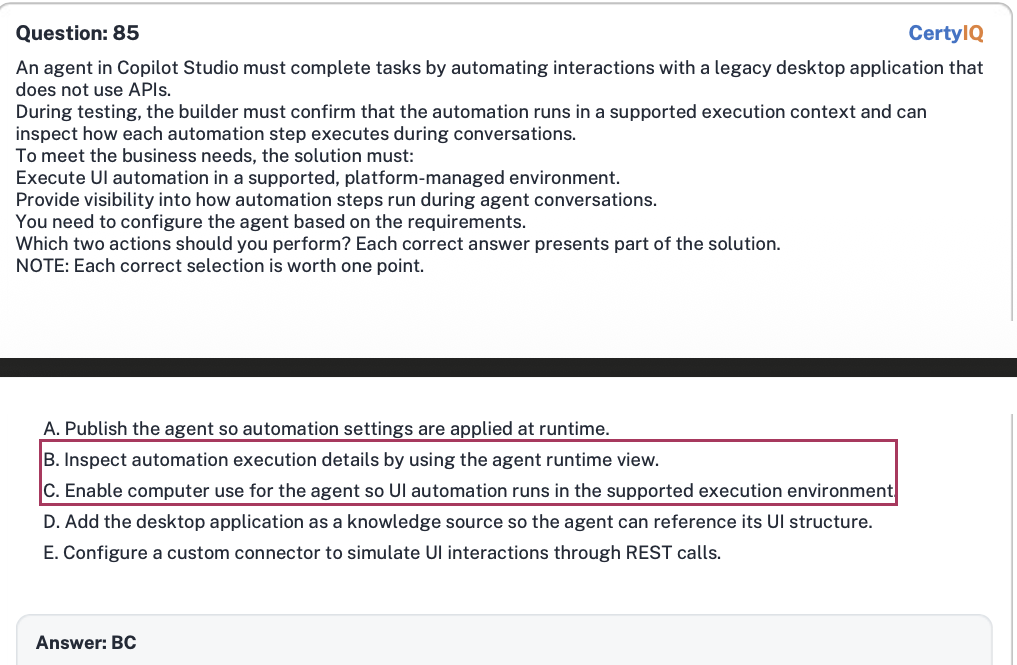 Question: 85
CertyIQ
An agent in Copilot Studio must complete tasks by automating interactions with a legacy desktop application that
does not use APIs.
During testing, the builder must confirm that the automation runs in a supported execution context and can
inspect how each automation step executes during conversations.
To meet the business needs, the solution must:
Execute UI automation in a supported, platform-managed environment.
Provide visibility into how automation steps run during agent conversations.
You need to configure the agent based on the requirements.
Which two actions should you perform? Each correct answer presents part of the solution.
NOTE: Each correct selection is worth one point.
A. Publish the agent so automation settings are applied at runtime.
B. Inspect automation execution details by using the agent runtime view.
C. Enable computer use for the agent so UI automation runs in the supported execution environment.
D. Add the desktop application as a knowledge source so the agent can reference its UI structure.
E. Configure a custom connector to simulate UI interactions through REST calls.
Answer: BC